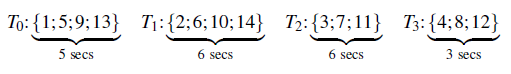 T0: {1;5;9;13} T1: {2;6;10;14} T2: {3;7;11} T3: {4;8;12}
5 secs 6 secs 6 secs 3 secs